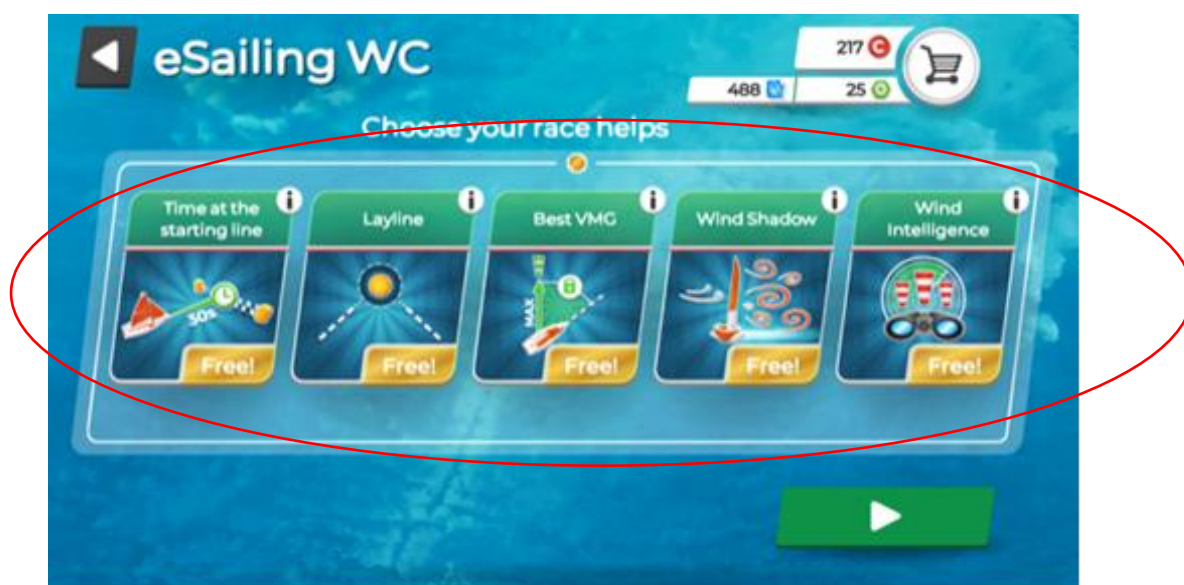 eSailing WC
217
488
25
Choose your race helps
Time at the
starting line
Layline
Best VMG
Wind Shadow
Wind
Intelligence
50s
MAX
Free!
Free!
Free!
Free!
Free!